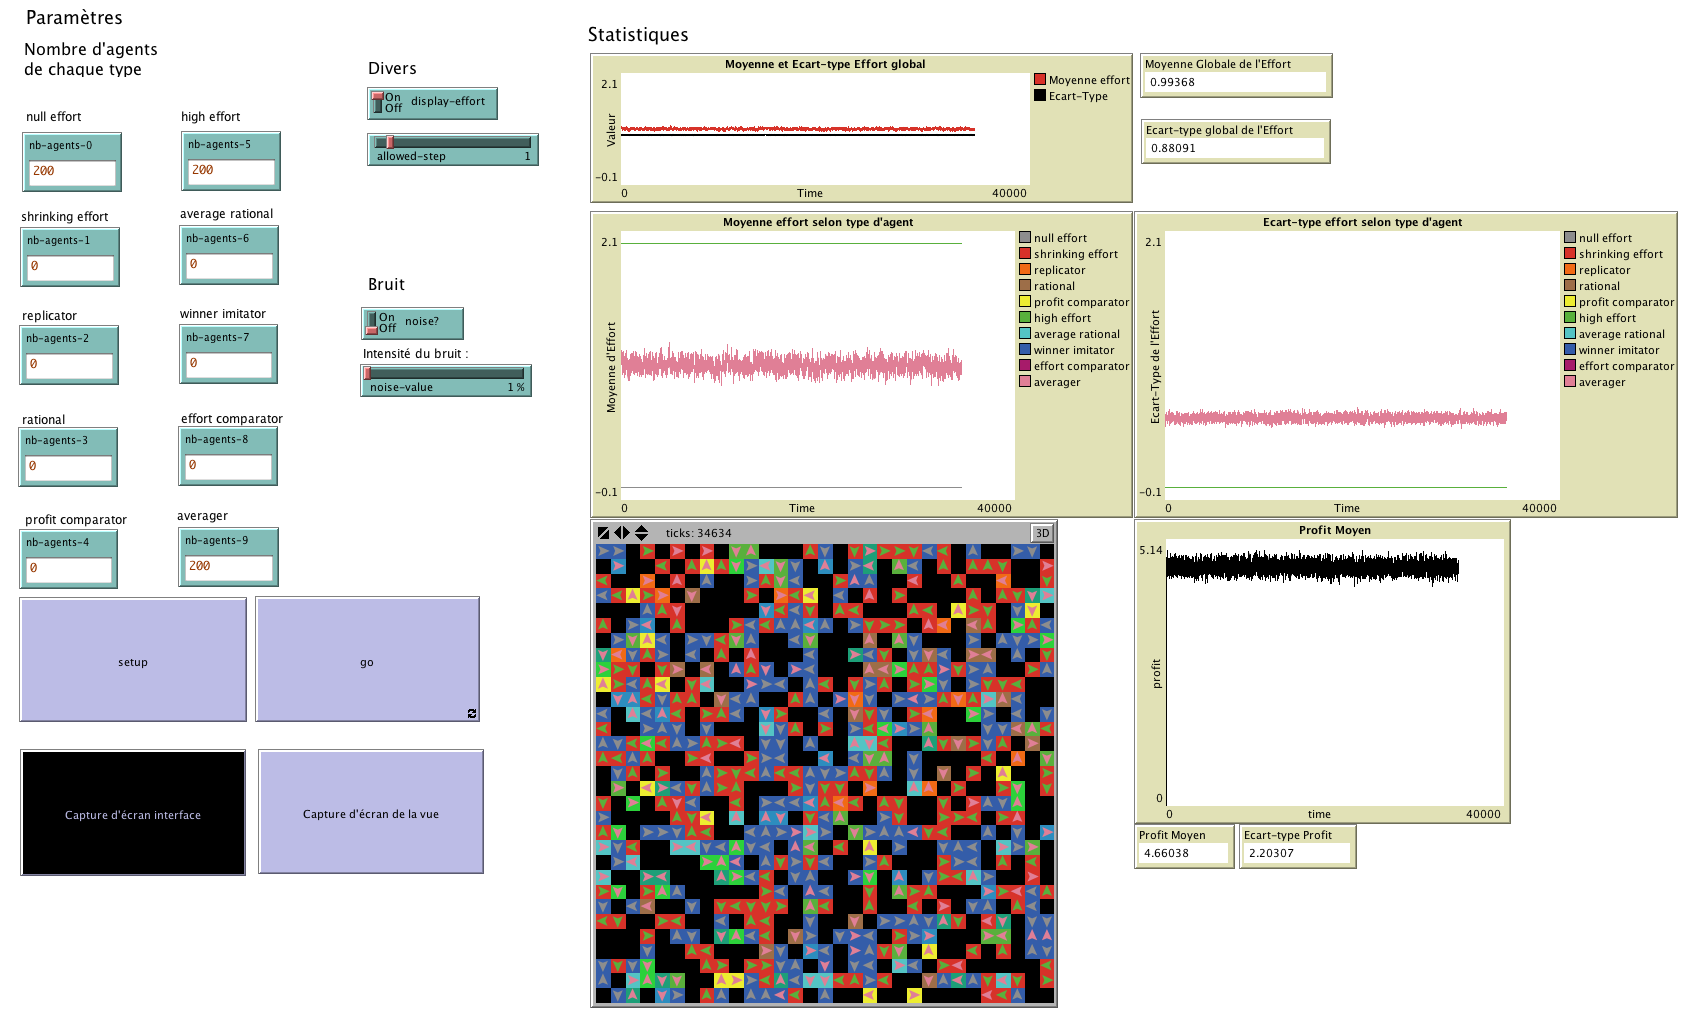 Paramètres
Nombre d'agents
de chaque type
null effort
nb-agents-0
200
high effort
nb-agents-5
200
shrinking effort
nb-agents-1
0
average rational
nb-agents-6
0
replicator
nb-agents-2
0
winner imitator
nb-agents-7
0
rational
nb-agents-3
0
effort comparator
nb-agents-8
0
profit comparator
nb-agents-4
0
averager
nb-agents-9
200
setup
go
Capture d'écran interface
Capture d'écran de la vue
Divers
On
Off
display-effort
allowed-step 1
Bruit
On
Off
noise?
Intensité du bruit :
noise-value 1 %
Statistiques
Moyenne et Ecart-type Effort global
2.1
Valeur
-0.1
0 Time 40000
Moyenne effort
Ecart-Type
Moyenne Globale de l'Effort
0.99368
Ecart-type global de l'Effort
0.88091
Moyenne effort selon type d'agent
2.1
Moyenne d'Effort
-0.1
0 Time 40000
null effort
shrinking effort
replicator
rational
profit comparator
high effort
average rational
winner imitator
effort comparator
averager
Ecart-type effort selon type d'agent
2.1
Ecart-Type de l'Effort
-0.1
0 Time 40000
null effort
shrinking effort
replicator
rational
profit comparator
high effort
average rational
winner imitator
effort comparator
averager
ticks: 34634
3D
Profit Moyen
5.14
profit
0
0 time 40000
Profit Moyen
4.66038
Ecart-type Profit
2.20307